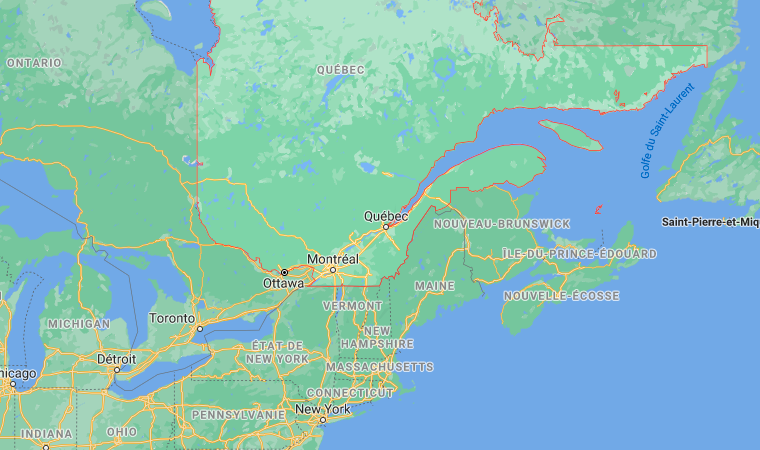 ONTARIO
QUÉBEC
Golfe du Saint-Laurent
Québec
NOUVEAU-BRUNSWICK
Saint-Pierre-et-Miq
ÎLE-DU-PRINCE-ÉDOUARD
Montréal
Ottawa
MAINE
NOUVELLE-ÉCOSSE
VERMONT
MICHIGAN
Toronto
NEW
HAMPSHIRE
ÉTAT DE
NEW YORK
Détroit
MASSACHUSETTS
hicago
CONNECTICUT
New York
PENNSYLVANIE
OHIO
INDIANA